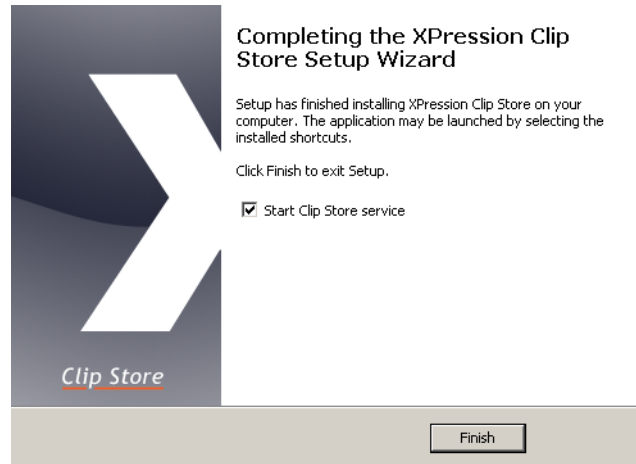 Completing the XPression Clip
Store Setup Wizard
Setup has finished installing XPression Clip Store on your
computer. The application may be launched by selecting the
installed shortcuts.
Click Finish to exit Setup.
Start Clip Store service
Clip Store
Finish